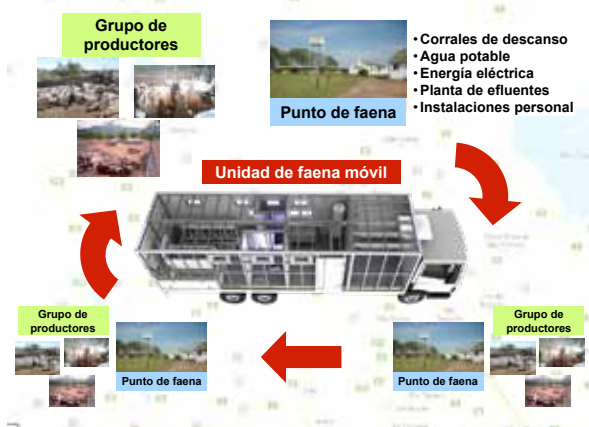 Grupo de
productores
• Corrales de descanso
• Agua potable
• Energía eléctrica
• Planta de efluentes
• Instalaciones personal
Punto de faena
Unidad de faena móvil
Grupo de
productores
Punto de faena
Punto de faena
Grupo de
productores